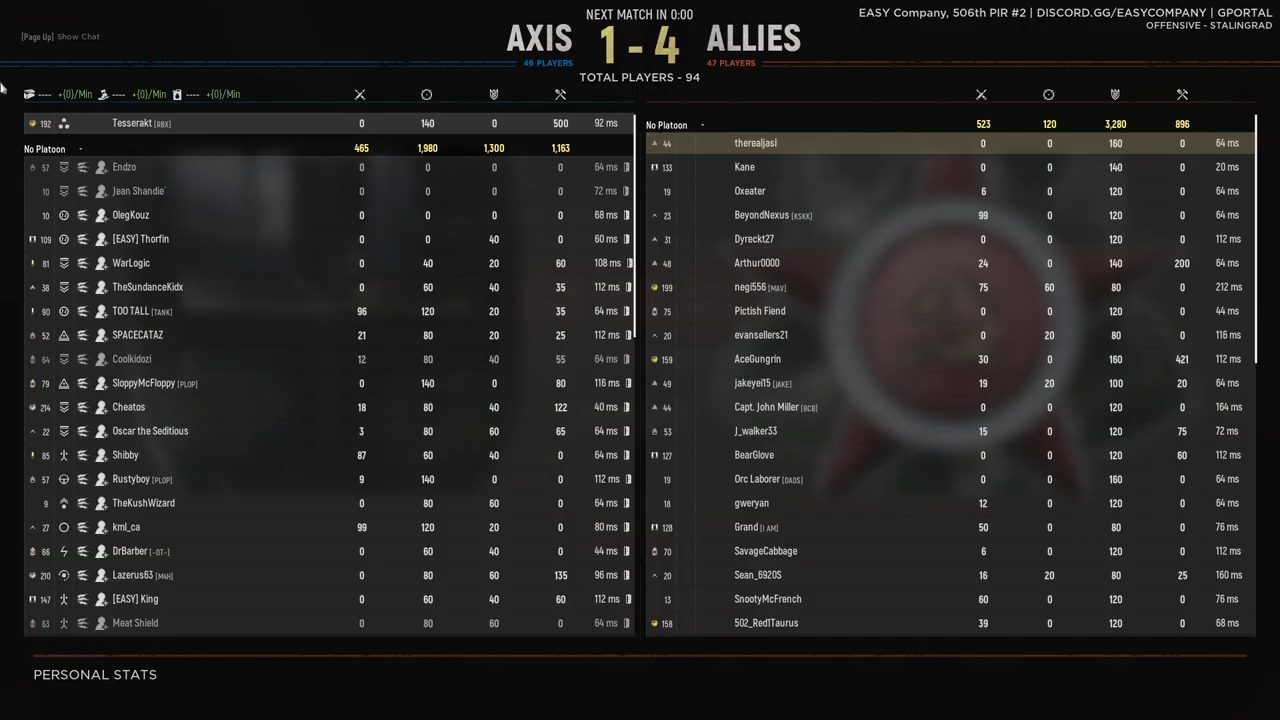 [Page Up] Show Chat
NEXT MATCH IN 0:00
AXIS 1 - 4 ALLIES
46 PLAYERS 47 PLAYERS
TOTAL PLAYERS - 94
EASY Company, 506th PIR #2 | DISCORD.GG/EASYCOMPANY | GPORTAL
OFFENSIVE - STALINGRAD
---- +{0}/Min ---- +{0}/Min ---- +{0}/Min
192 Tesserakt [RBX] 0 140 0 500 92 ms
No Platoon - 465 1,980 1,300 1,163
57 Endzo 0 0 0 0 64 ms
10 Jean Shandie' 0 0 0 0 72 ms
10 OlegKouz 0 0 0 0 68 ms
109 [EASY] Thorfin 0 0 40 0 60 ms
81 WarLogic 0 40 20 60 108 ms
38 TheSundanceKidx 0 60 40 35 112 ms
90 TOO TALL [TANK] 96 120 20 35 64 ms
52 SPACECATAZ 21 80 20 25 112 ms
64 Coolkidozi 12 80 40 55 64 ms
79 SloppyMcFloppy [PLOP] 0 140 0 80 116 ms
214 Cheatos 18 80 40 122 40 ms
22 Oscar the Seditious 3 80 60 65 64 ms
85 Shibby 87 60 40 0 64 ms
57 Rustyboy [PLOP] 9 140 0 0 112 ms
9 TheKushWizard 0 80 60 0 64 ms
27 kml_ca 99 120 20 0 80 ms
66 DrBarber [-OT-] 0 60 40 0 44 ms
210 Lazerus63 [M4H] 0 80 60 135 96 ms
147 [EASY] King 0 60 40 60 112 ms
63 Meat Shield 0 80 60 0 64 ms
No Platoon - 523 120 3,280 896
44 therealjasl 0 0 160 0 64 ms
133 Kane 0 0 140 0 20 ms
19 Oxeater 6 0 120 0 64 ms
23 BeyondNexus [KSKK] 99 0 120 0 64 ms
31 Dyreckt27 0 0 120 0 112 ms
48 Arthur0000 24 0 140 200 64 ms
199 negi556 [MAV] 75 60 80 0 212 ms
75 Pictish Fiend 0 0 120 0 44 ms
20 evansellers21 0 20 80 0 116 ms
159 AceGungrin 30 0 160 421 112 ms
49 jakeyei15 [JAKE] 19 20 100 20 64 ms
44 Capt. John Miller [BCB] 0 0 120 0 164 ms
53 J_walker33 15 0 120 75 72 ms
127 BearGlove 0 0 120 60 112 ms
19 Orc Laborer [DADS] 0 0 160 0 64 ms
18 gweryan 12 0 120 0 64 ms
128 Grand [I AM] 50 0 80 0 76 ms
70 SavageCabbage 6 0 120 0 112 ms
20 Sean_6920S 16 20 80 25 160 ms
13 SnootyMcFrench 60 0 120 0 76 ms
158 502_Red1Taurus 39 0 120 0 68 ms
PERSONAL STATS